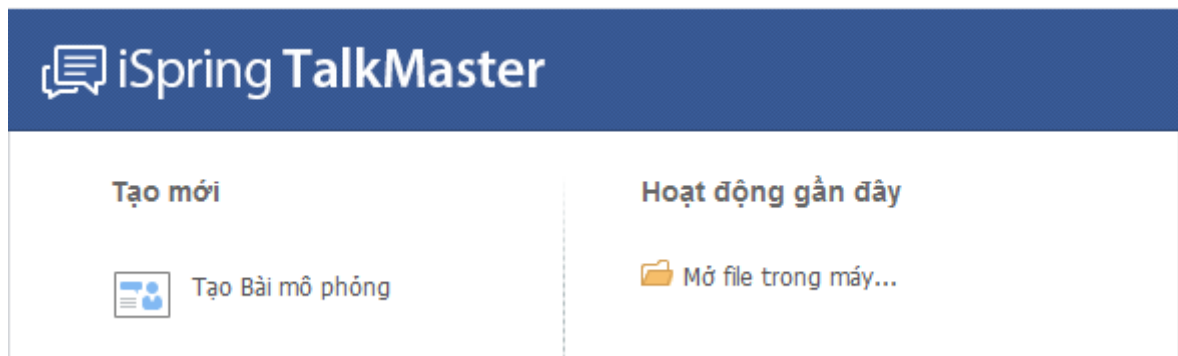 iSpring TalkMaster
Tạo mới
Tạo Bài mô phỏng
Hoạt động gần đây
Mở file trong máy...